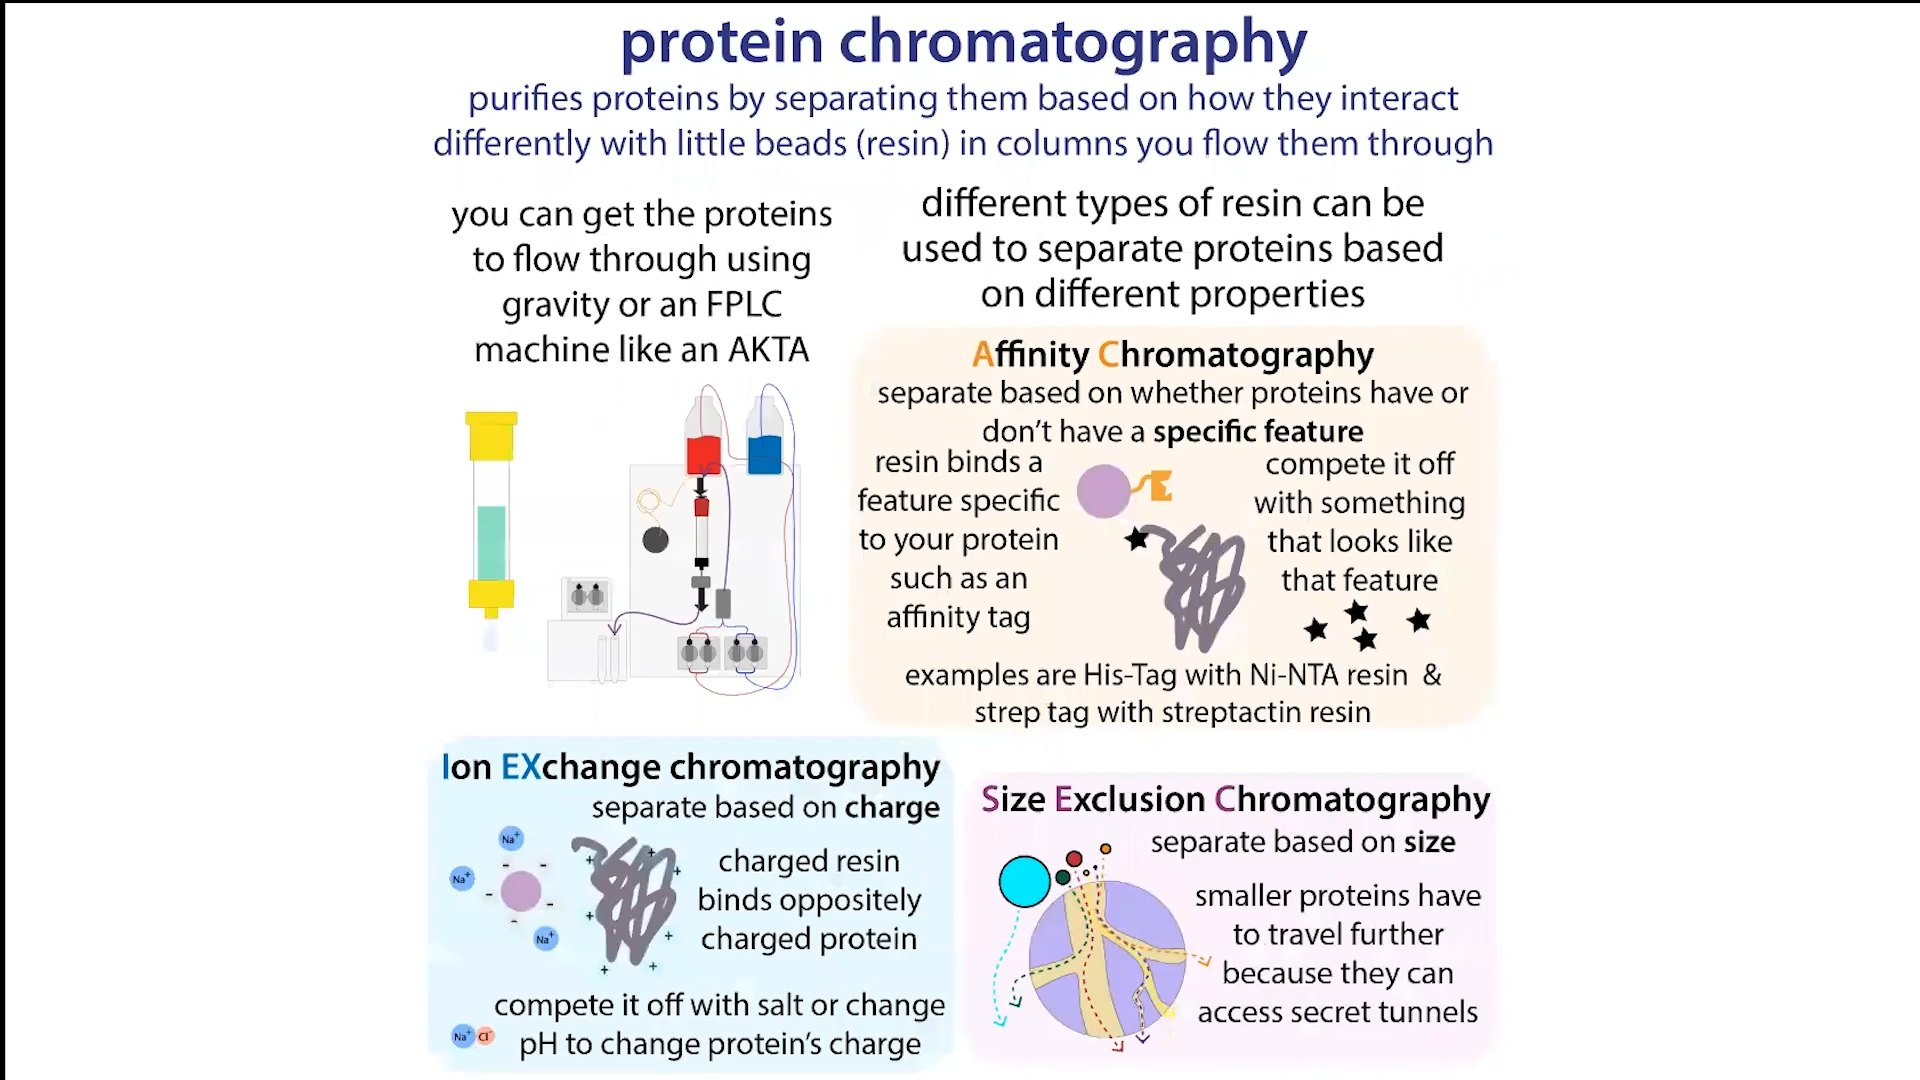 protein chromatography
purifies proteins by separating them based on how they interact
differently with little beads (resin) in columns you flow them through
you can get the proteins
to flow through using
gravity or an FPLC
machine like an AKTA
different types of resin can be
used to separate proteins based
on different properties
Affinity Chromatography
separate based on whether proteins have or
don't have a specific feature
resin binds a
feature specific
to your protein
such as an
affinity tag
compete it off
with something
that looks like
that feature
examples are His-Tag with Ni-NTA resin &
strep tag with streptactin resin
Ion EXchange chromatography
separate based on charge
Na+
Na+
Na+
charged resin
binds oppositely
charged protein
compete it off with salt or change
pH to change protein's charge
Na+ Cl-
Size Exclusion Chromatography
separate based on size
smaller proteins have
to travel further
because they can
access secret tunnels